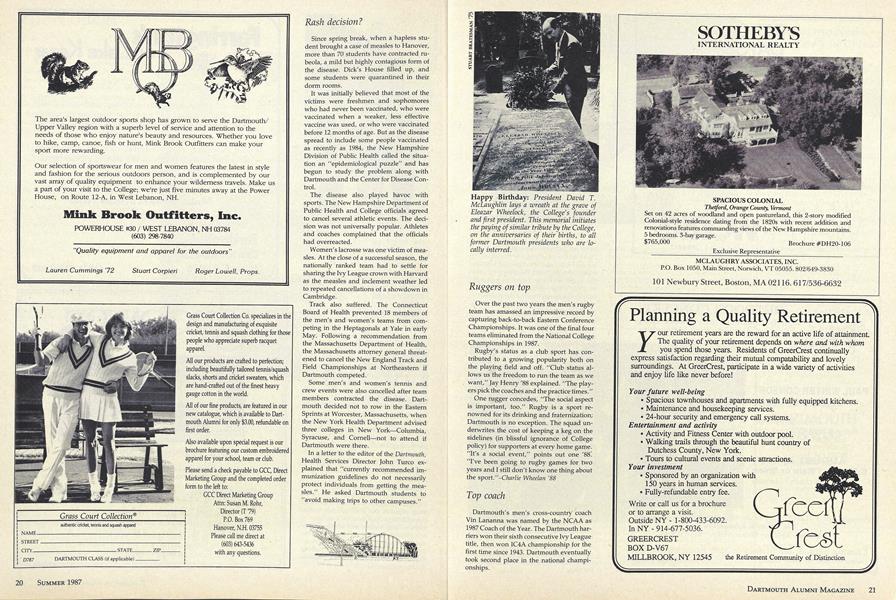 MOB
The area's largest outdoor sports shop has grown to serve the Dartmouth/
Upper Valley region with a superb level of service and attention to the
needs of those who enjoy nature's beauty and resources. Whether you love
to hike, camp, canoe, fish or hunt, Mink Brook Outfitters can make your
sport more rewarding.
Our selection of sportswear for men and women features the latest in style
and fashion for the serious outdoors person, and is complemented by our
vast array of quality equipment to enhance your wilderness travels. Make us
a part of your visit to the College; we're just five minutes away at the Power
House, on Route 12-A, in West Lebanon, NH.
Mink Brook Outfitters, Inc.
POWERHOUSE #30 / WEST LEBANON, NH 03784
(603) 298-7840
"Quality equipment and apparel for the outdoors"
Lauren Cummings '72 Stuart Corpieri Roger Lowell, Props.
Grass Court Collection Co. specializes in the
design and manufacturing of exquisite
cricket, tennis and squash clothing for those
people who appreciate superb racquet
apparel.
All our products are crafted to perfection;
including beautifully tailored tennis/squash
slacks, shorts and cricket sweaters, which
are hand-crafted out of the finest heavy
gauge cotton in the world.
All of our fine products, are featured in our
new catalogue, which is available to Dart-
mouth Alumni for only $3.00, refundable on
first order.
Also available upon special request is our
brochure featuring our custom embroidered
apparel for your school, team or club.
Please send a check payable to GCC, Direct
Marketing Group and the completed order
form to the left to:
GCC Direct Marketing Group
Attn: Susan M. Rohr,
Director (T '79)
P.O. Box 769
Hanover, N.H. 03755
Please call me direct at
(603) 643-5436
with any questions.
Grass Court Collection®
authentic cricket, tennis and squash apparel
NAME
STREET
CITY STATE ZIP
D787 DARTMOUTH CLASS (if applicable)
20 SUMMER 1987
Rash decision?
Since spring break, when a hapless stu-
dent brought a case of measles to Hanover,
more than 70 students have contracted ru-
beola, a mild but highly contagious form of
the disease. Dick's House filled up, and
some students were quarantined in their
dorm rooms.
It was initially believed that most of the
victims were freshmen and sophomores
who had never been vaccinated, who were
vaccinated when a weaker, less effective
vaccine was used, or who were vaccinated
before 12 months of age. But as the disease
spread to include some people vaccinated
as recently as 1984, the New Hampshire
Division of Public Health called the situa-
tion an "epidemiological puzzle" and has
begun to study the problem along with
Dartmouth and the Center for Disease Con-
trol.
The disease also played havoc with
sports. The New Hampshire Department of
Public Health and College officials agreed
to cancel several athletic events. The deci-
sion was not universally popular. Athletes
and coaches complained that the officials
had overreacted.
Women's lacrosse was one victim of mea-
sles. At the close of a successful season, the
nationally ranked team had to settle for
sharing the Ivy League crown with Harvard
as the measles and inclement weather led
to repeated cancellations of a showdown in
Cambridge.
Track also suffered. The Connecticut
Board of Health prevented 18 members of
the men's and women's teams from com-
peting in the Heptagonals at Yale in early
May. Following a recommendation from
the Massachusetts Department of Health,
the Massachusetts attorney general threat-
ened to cancel the New England Track and
Field Championships at Northeastern if
Dartmouth competed.
Some men's and women's tennis and
crew events were also cancelled after team
members contracted the disease. Dart-
mouth decided not to row in the Eastern
Sprints at Worcester, Massachusetts, when
the New York Health Department advised
three colleges in New York—Columbia,
Syracuse, and Cornell—not to attend if
Dartmouth were there.
In a letter to the editor of the Dartmouth,
Health Services Director John Turco ex-
plained that "currently recommended im-
munization guidelines do not necessarily
protect individuals from getting the mea-
sles." He asked Dartmouth students to
"avoid making trips to other campuses."
STUART BRATESMAN '75
Happy Birthday: President David T.
McLaughlin lays a wreath at the grave of
Eleazar Wheelock, the College's founder
and first president. This memorial initiates
the paying of similar tribute by the College,
on the anniversaries of their births, to all
former Dartmouth presidents who are lo-
cally interred.
Ruggers on top
Over the past two years the men's rugby
team has amassed an impressive record by
capturing back-to-back Eastern Conference
Championships. It was one of the final four
teams eliminated from the National College
Championships in 1987.
Rugby's status as a club sport has con-
tributed to a growing popularity both on
the playing field and off. "Club status al-
lows us the freedom to run the team as we
want," Jay Henry '88 explained. "The play-
ers pick the coaches and the practice times."
One rugger concedes, "The social aspect
is important, too." Rugby is a sport re-
nowned for its drinking and fraternization;
Dartmouth is no exception. The squad un-
derwrites the cost of keeping a keg on the
sidelines (in blissful ignorance of College
policy) for supporters at every home game.
"It's a social event," points out one '88.
"I've been going to rugby games for two
years and I still don't know one thing about
the sport."-Charlie Wheelan '88
Top coach
Dartmouth's men's cross-country coach
Vin Lananna was named by the NCAA as
1987 Coach of the Year. The Dartmouth har-
riers won their sixth consecutive Ivy League
title, then won IC4A championship for the
first time since 1943. Dartmouth eventually
took second place in the national champi-
onships.
SOTHEBY'S
INTERNATIONAL REALTY
SPACIOUS COLONIAL
Thetford, Orange County, Vermont
Set on 42 acres of woodland and open pastureland, this 2-story modified
Colonial-style residence dating from the 1820s with recent addition and
renovations features commanding views of the New Hampshire mountains.
5 bedrooms. 3-bay garage.
$765,000 Brochure #DH20-106
Exclusive Representative
MCLAUGHRY ASSOCIATES, INC.
P.O. Box 1050, Main Street, Norwich, VT 05055. 802/649-3830
101 Newbury Street, Boston, MA 02116. 617/536-6632
Planning a Quality Retirement
Your retirement years are the reward for an active life of attainment.
The quality of your retirement depends on where and with whom
you spend those years. Residents of GreerCrest continually
express satisfaction regarding their mutual compatability and lovely
surroundings. At GreerCrest, participate in a wide variety of activities
and enjoy life like never before!
Your future well-being
• Spacious townhouses and apartments with fully equipped kitchens.
• Maintenance and housekeeping services.
• 24-hour security and emergency call systems.
Entertainment and activity
• Activity and Fitness Center with outdoor pool.
• Walking trails through the beautiful hunt country of
Dutchess County, New York.
• Tours to cultural events and scenic attractions.
Your investment
• Sponsored by an organization with
150 years in human services.
• Fully-refundable entry fee.
Write or call us for a brochure
or to arrange a visit.
Outside NY - 1-800-433-6092.
In NY - 914-677-5036.
GREERCREST
BOX D-V67
MILLBROOK, NY 12545
Greer Crest
the Retirement Community of Distinction
DARTMOUTH ALUMNI MAGAZINE 21